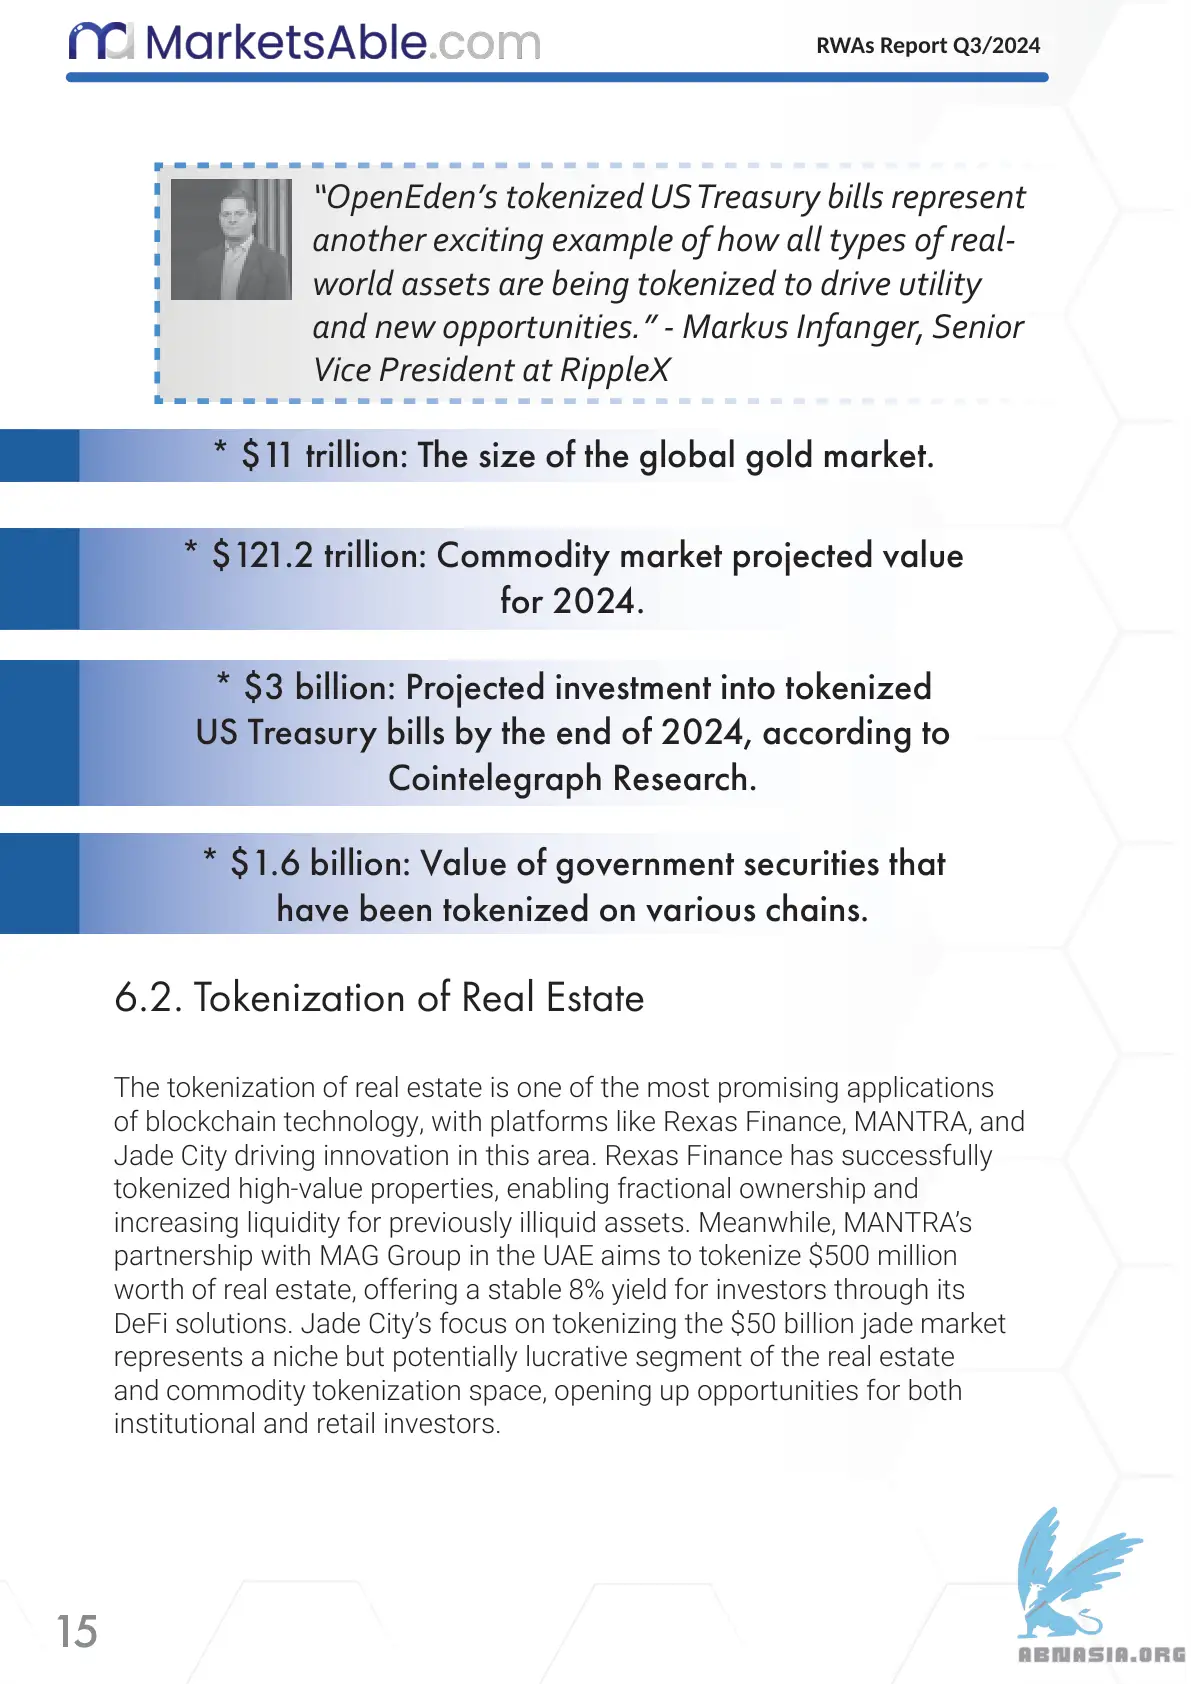 MarketsAble.com
RWAs Report Q3/2024
“OpenEden’s tokenized US Treasury bills represent
another exciting example of how all types of real-
world assets are being tokenized to drive utility
and new opportunities.” - Markus Infanger, Senior
Vice President at RippleX
* $11 trillion: The size of the global gold market.
* $121.2 trillion: Commodity market projected value
for 2024.
* $3 billion: Projected investment into tokenized
US Treasury bills by the end of 2024, according to
Cointelegraph Research.
* $1.6 billion: Value of government securities that
have been tokenized on various chains.
6.2. Tokenization of Real Estate
The tokenization of real estate is one of the most promising applications
of blockchain technology, with platforms like Rexas Finance, MANTRA, and
Jade City driving innovation in this area. Rexas Finance has successfully
tokenized high-value properties, enabling fractional ownership and
increasing liquidity for previously illiquid assets. Meanwhile, MANTRA’s
partnership with MAG Group in the UAE aims to tokenize $500 million
worth of real estate, offering a stable 8% yield for investors through its
DeFi solutions. Jade City’s focus on tokenizing the $50 billion jade market
represents a niche but potentially lucrative segment of the real estate
and commodity tokenization space, opening up opportunities for both
institutional and retail investors.
15
ABNASIA.ORG